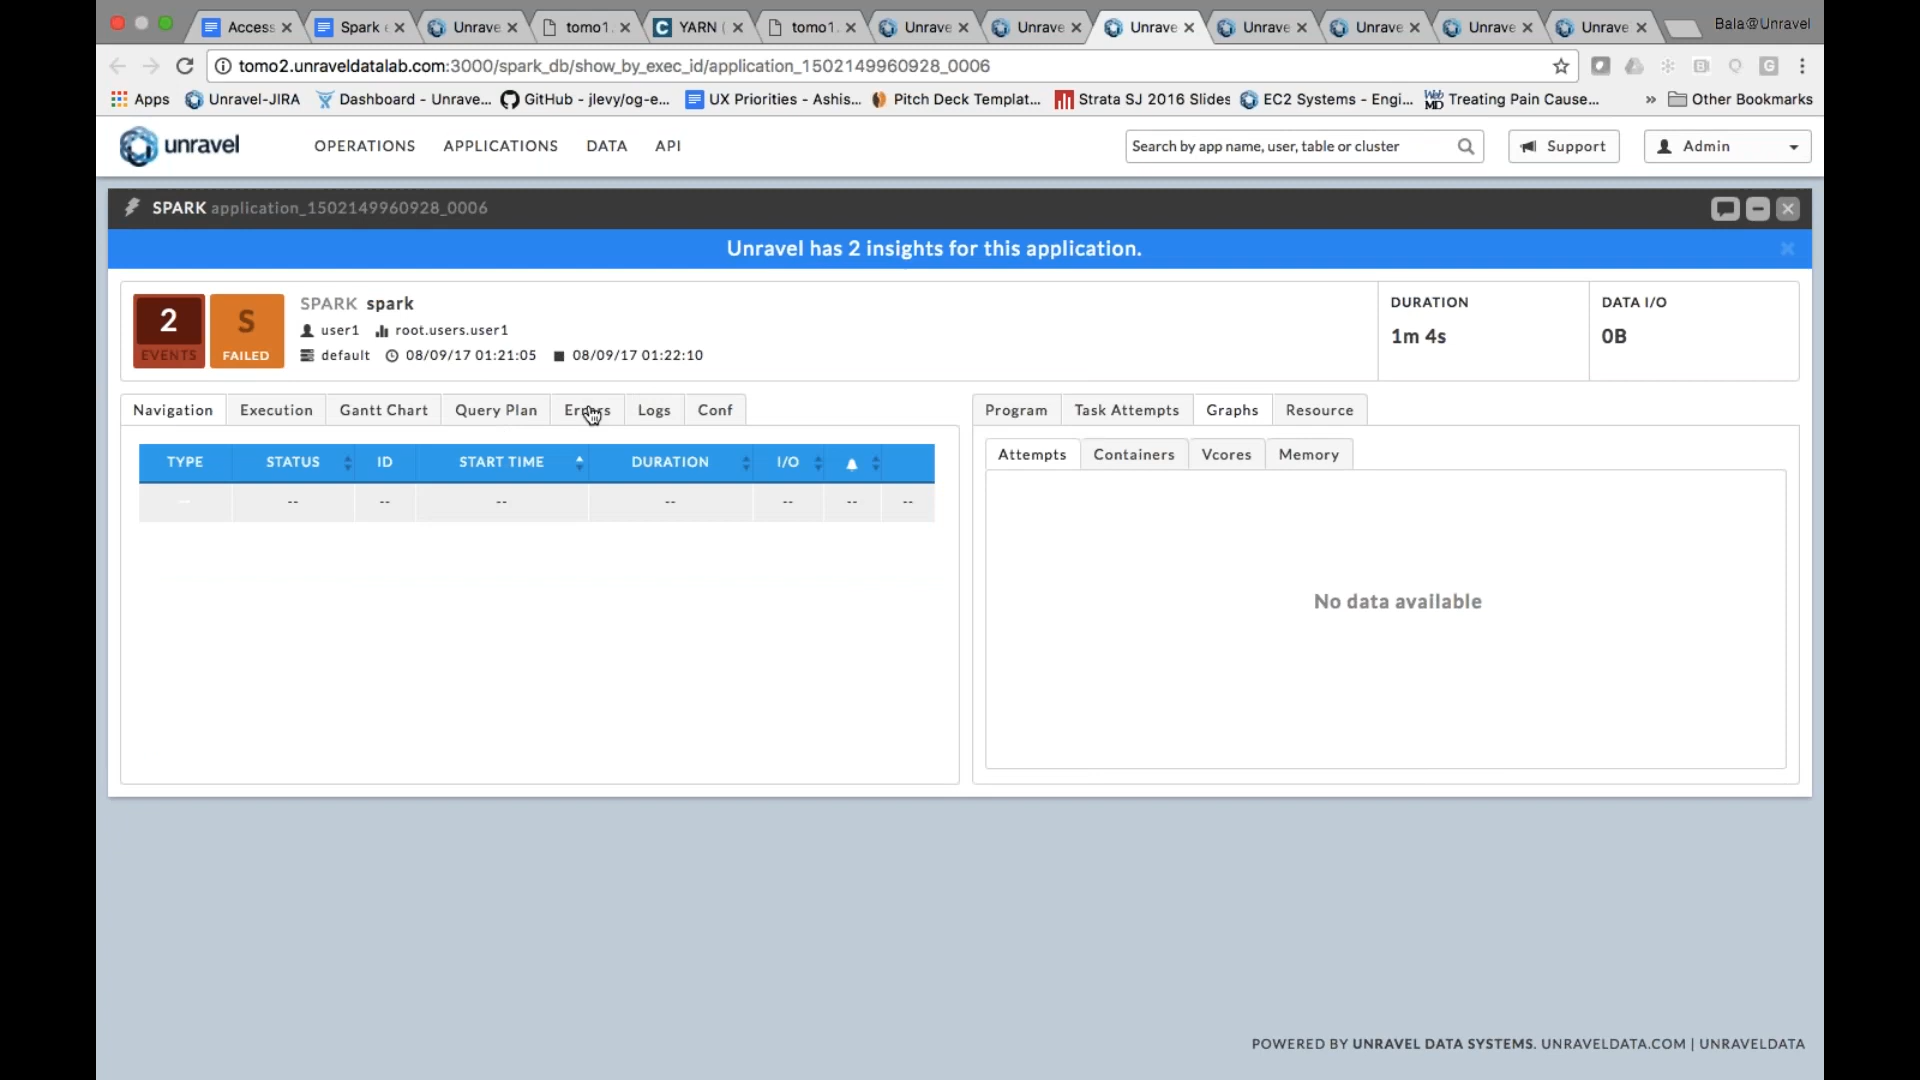 Access Spark e Unrave tomo1. YARN ( tomo1. Unrave Unrave Unrave Unrave Unrave Unrave Unrave Bala@Unravel
tomo2.unraveldatalab.com:3000/spark_db/show_by_exec_id/application_1502149960928_0006
Apps Unravel-JIRA Dashboard - Unrave... GitHub - jlevy/og-e... UX Priorities - Ashis... Pitch Deck Templat... Strata SJ 2016 Slides EC2 Systems - Engi... Web MD Treating Pain Cause... » Other Bookmarks
unravel OPERATIONS APPLICATIONS DATA API Search by app name, user, table or cluster Support Admin
SPARK application_1502149960928_0006
Unravel has 2 insights for this application.
2 EVENTS
S FAILED
SPARK spark
user1 root.users.user1
default 08/09/17 01:21:05 08/09/17 01:22:10
DURATION
1m 4s
DATA I/O
0B
Navigation Execution Gantt Chart Query Plan Errors Logs Conf
TYPE STATUS ID START TIME DURATION I/O
-- -- -- -- -- -- --
Program Task Attempts Graphs Resource
Attempts Containers Vcores Memory
No data available
POWERED BY UNRAVEL DATA SYSTEMS. UNRAVELDATA.COM | UNRAVELDATA